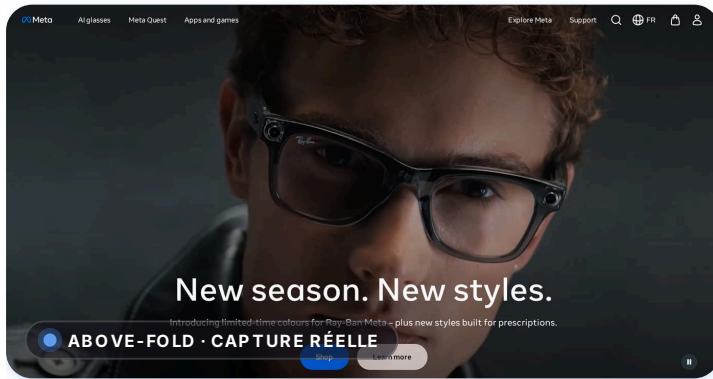 Meta AI glasses Meta Quest Apps and games Explore Meta Support FR
Ray-Ban
New season. New styles.
Introducing limited-time colours for Ray-Ban Meta – plus new styles built for prescriptions.
ABOVE-FOLD · CAPTURE RÉELLE
Shop Learn more